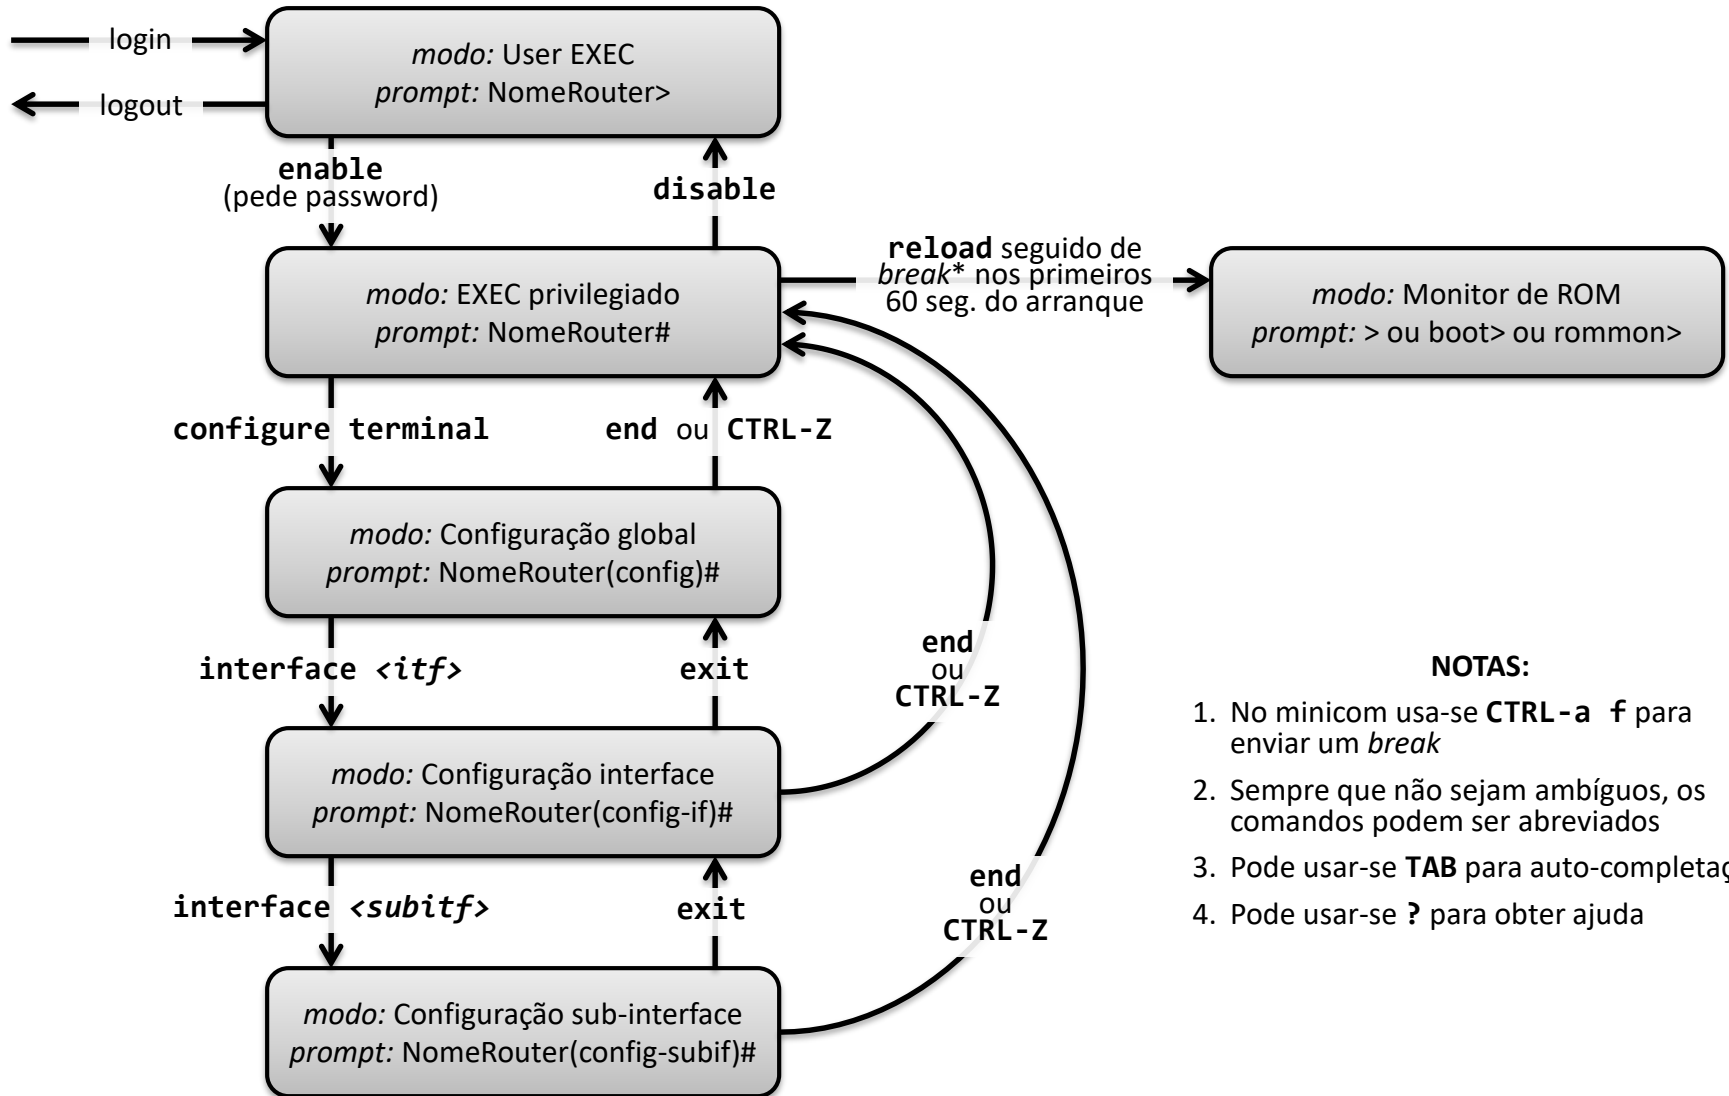 login
modo: User EXEC
prompt: NomeRouter>
logout
enable
(pede password)
disable
reload seguido de
break* nos primeiros
60 seg. do arranque
modo: EXEC privilegiado
prompt: NomeRouter#
modo: Monitor de ROM
prompt: > ou boot> ou rommon>
configure terminal
end ou CTRL-Z
modo: Configuração global
prompt: NomeRouter(config)#
interface <itf>
exit
end
ou
CTRL-Z
modo: Configuração interface
prompt: NomeRouter(config-if)#
interface <subitf>
exit
end
ou
CTRL-Z
modo: Configuração sub-interface
prompt: NomeRouter(config-subif)#
NOTAS:
1. No minicom usa-se CTRL-a f para
enviar um break
2. Sempre que não sejam ambíguos, os
comandos podem ser abreviados
3. Pode usar-se TAB para auto-completaç
4. Pode usar-se ? para obter ajuda